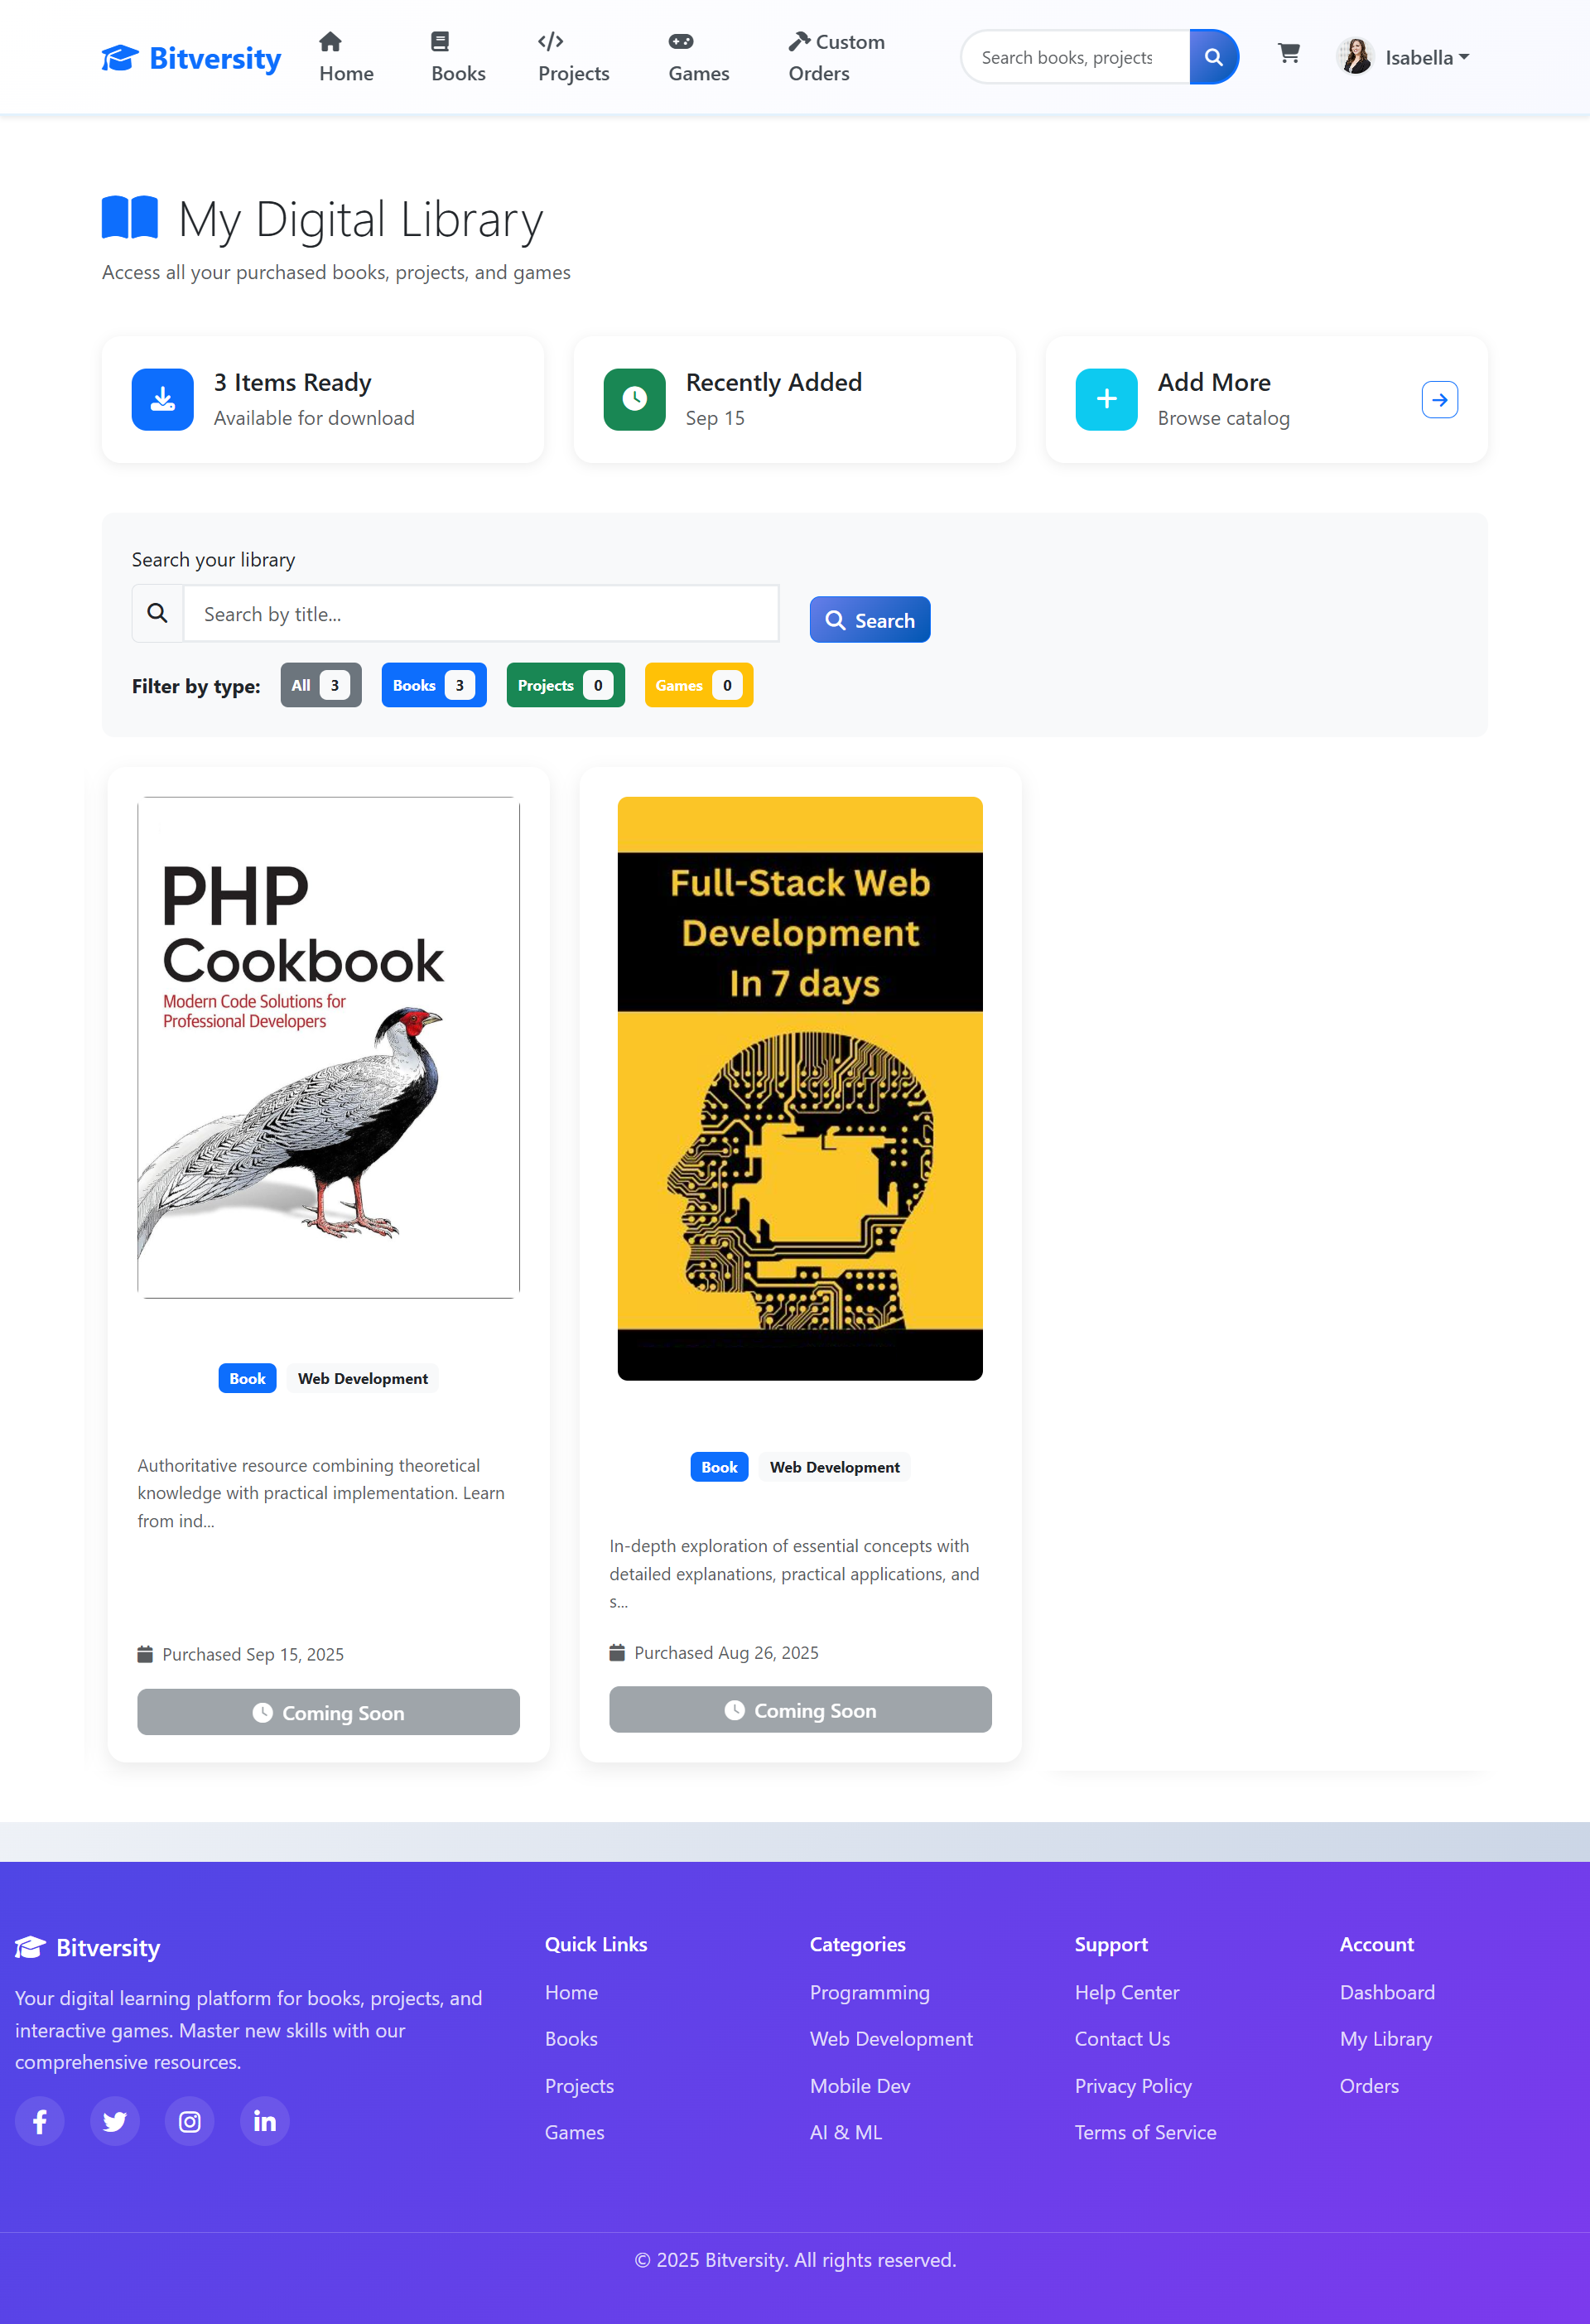 Bitversity
Home
Books
Projects
Games
Custom
Orders
Search books, projects
Isabella
My Digital Library
Access all your purchased books, projects, and games
3 Items Ready
Available for download
Recently Added
Sep 15
Add More
Browse catalog
Search your library
Search by title...
Search
Filter by type:
All 3
Books 3
Projects 0
Games 0
PHP
Cookbook
Modern Code Solutions for
Professional Developers
Book
Web Development
Authoritative resource combining theoretical
knowledge with practical implementation. Learn
from ind...
Purchased Sep 15, 2025
Coming Soon
Full-Stack Web
Development
In 7 days
Book
Web Development
In-depth exploration of essential concepts with
detailed explanations, practical applications, and
s...
Purchased Aug 26, 2025
Coming Soon
Bitversity
Your digital learning platform for books, projects, and
interactive games. Master new skills with our
comprehensive resources.
Quick Links
Home
Books
Projects
Games
Categories
Programming
Web Development
Mobile Dev
AI & ML
Support
Help Center
Contact Us
Privacy Policy
Terms of Service
Account
Dashboard
My Library
Orders
© 2025 Bitversity. All rights reserved.